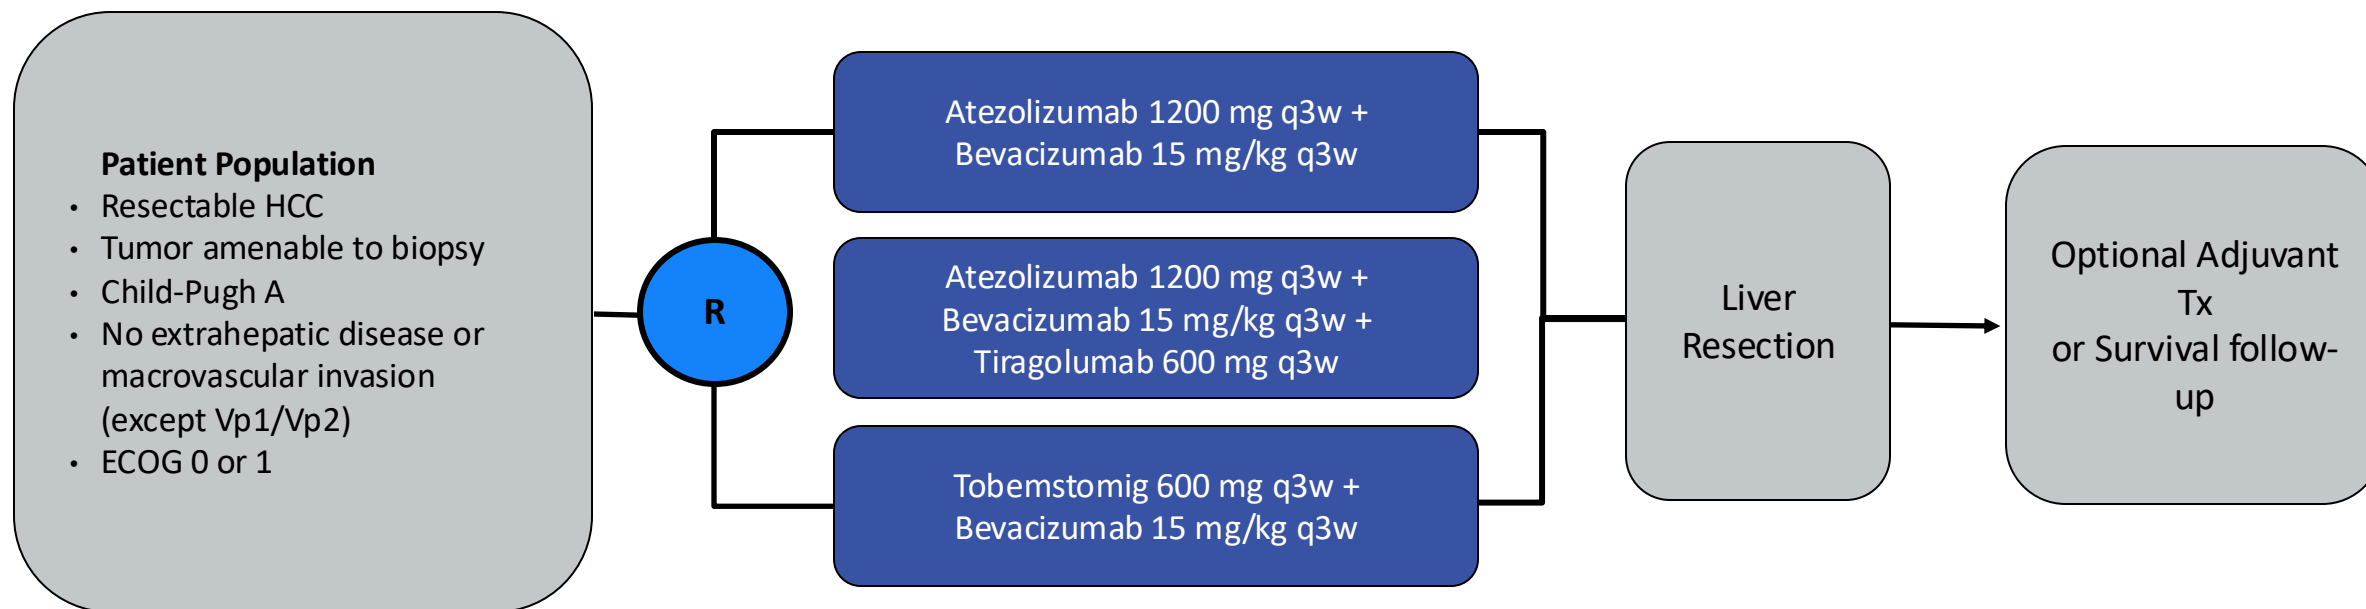 Patient Population
• Resectable HCC
• Tumor amenable to biopsy
• Child-Pugh A
• No extrahepatic disease or
macrovascular invasion
(except Vp1/Vp2)
• ECOG 0 or 1
R
Atezolizumab 1200 mg q3w +
Bevacizumab 15 mg/kg q3w
Atezolizumab 1200 mg q3w +
Bevacizumab 15 mg/kg q3w +
Tiragolumab 600 mg q3w
Tobemstomig 600 mg q3w +
Bevacizumab 15 mg/kg q3w
Liver
Resection
Optional Adjuvant
Tx
or Survival follow-
up